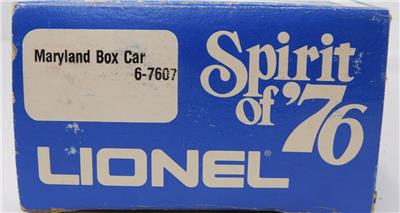 Maryland Box Car
6-7607
Spirit
of '76
LIONEL®